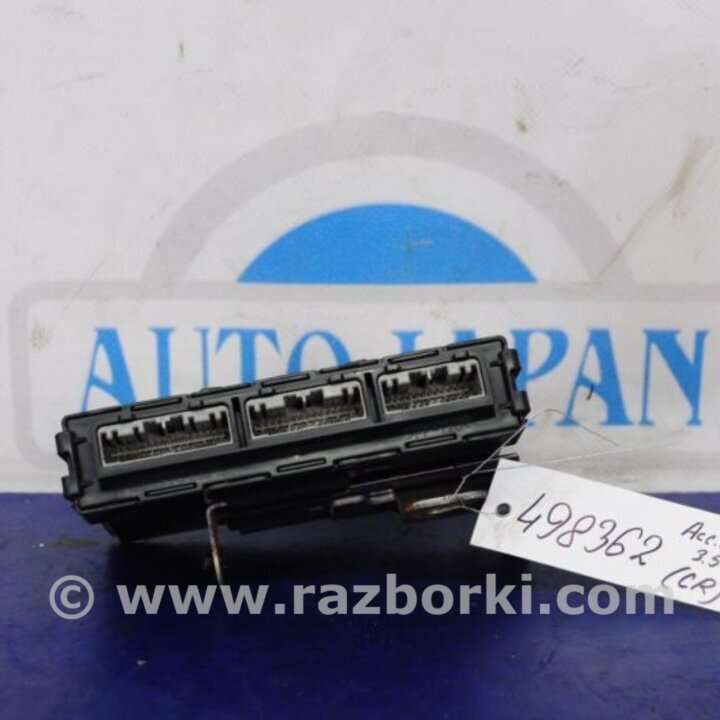 AUTO JAPAN
498362
Acc.
3.5
(CR)
© www.razborki.com